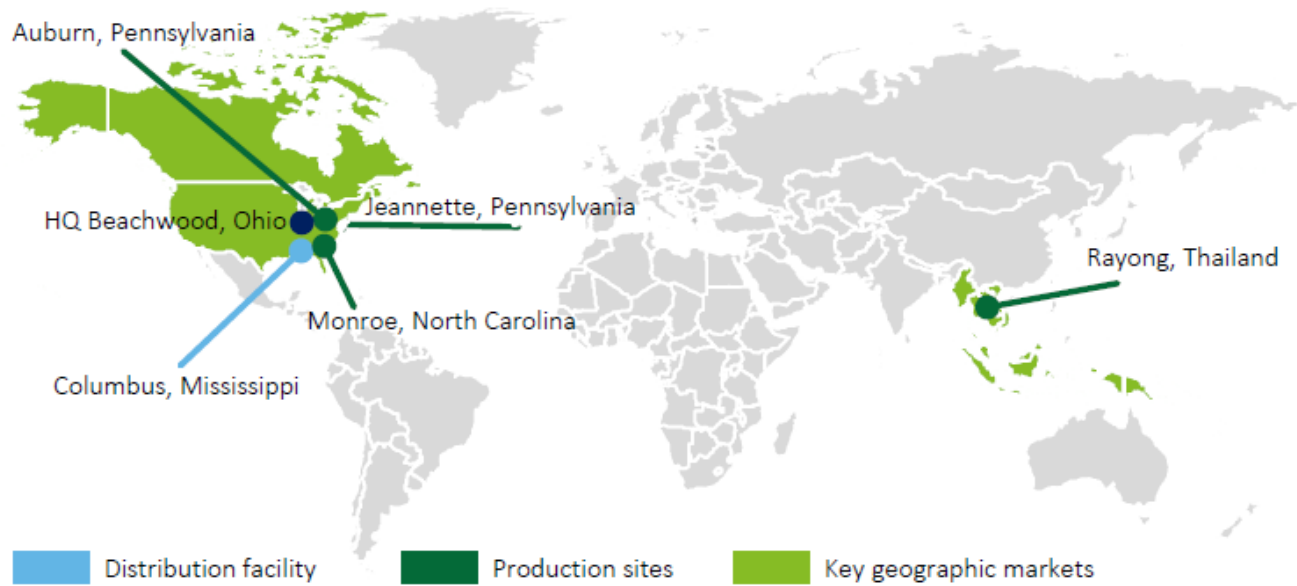 Auburn, Pennsylvania
HQ Beachwood, Ohio
Jeannette, Pennsylvania
Rayong, Thailand
Monroe, North Carolina
Columbus, Mississippi
Distribution facility
Production sites
Key geographic markets